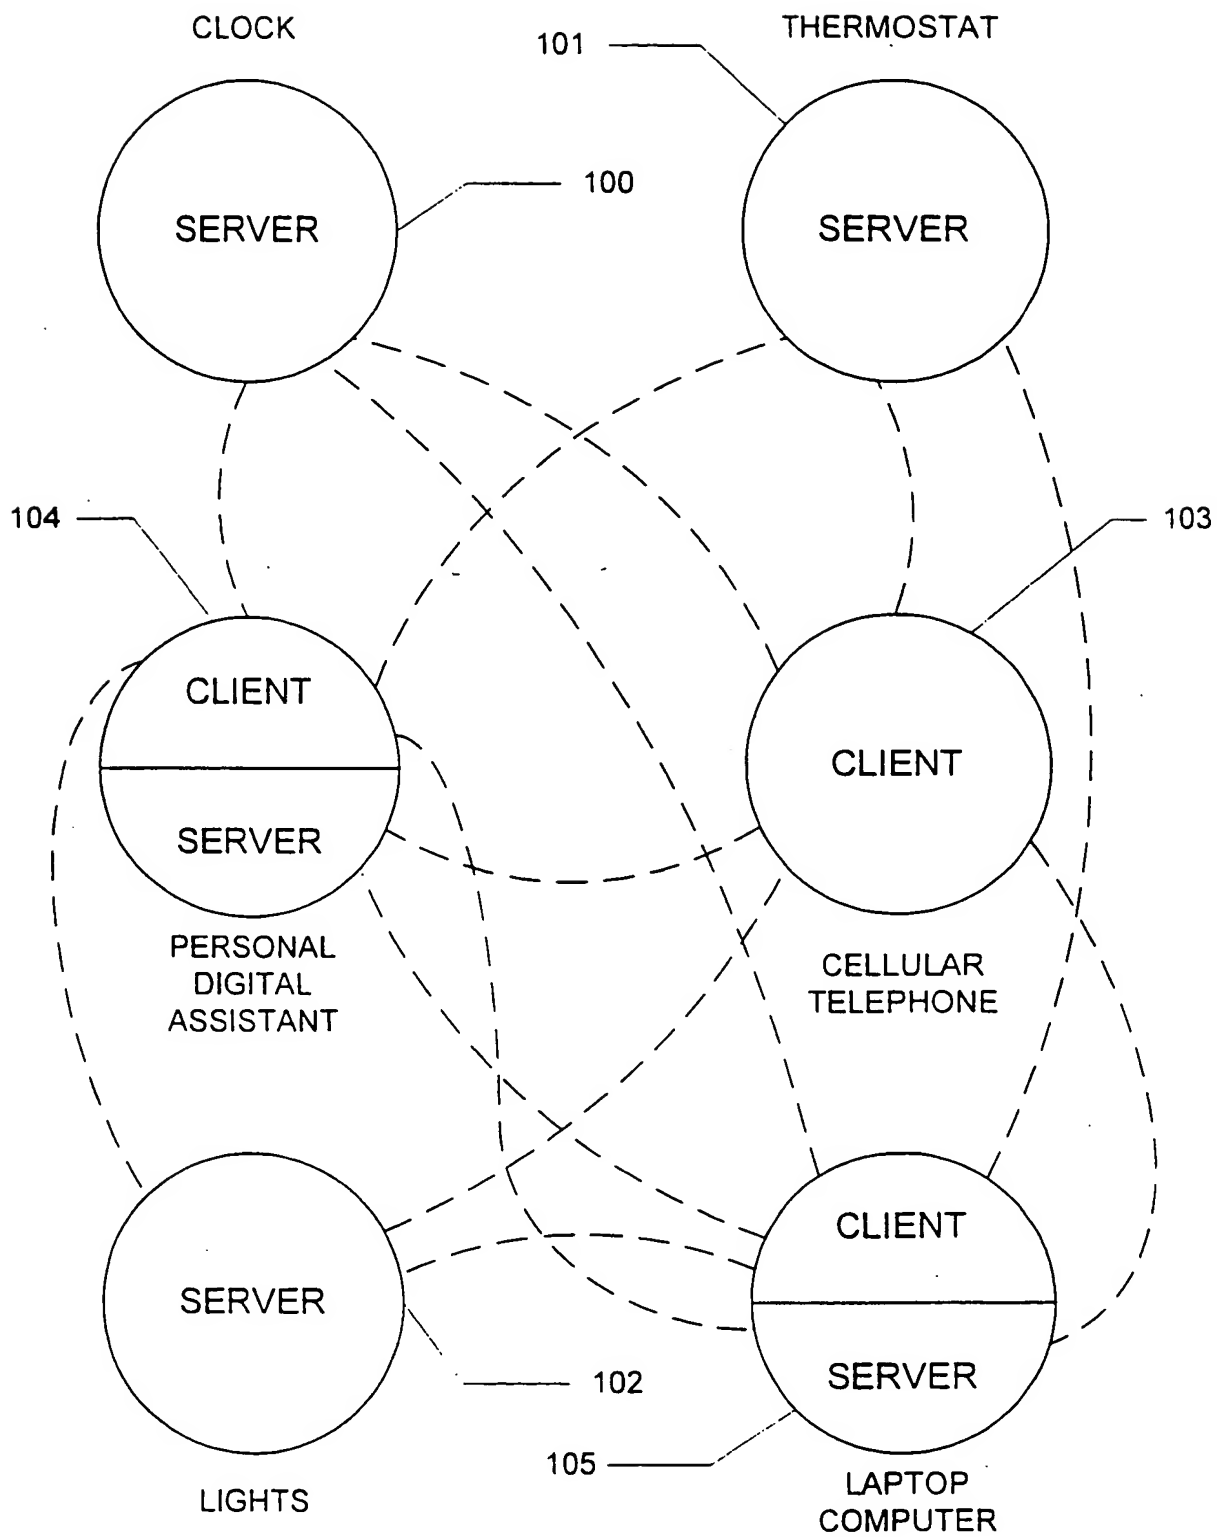 CLOCK
THERMOSTAT
101
100
SERVER
SERVER
104
103
CLIENT
SERVER
CLIENT
PERSONAL
DIGITAL
ASSISTANT
CELLULAR
TELEPHONE
SERVER
CLIENT
SERVER
102
105
LIGHTS
LAPTOP
COMPUTER